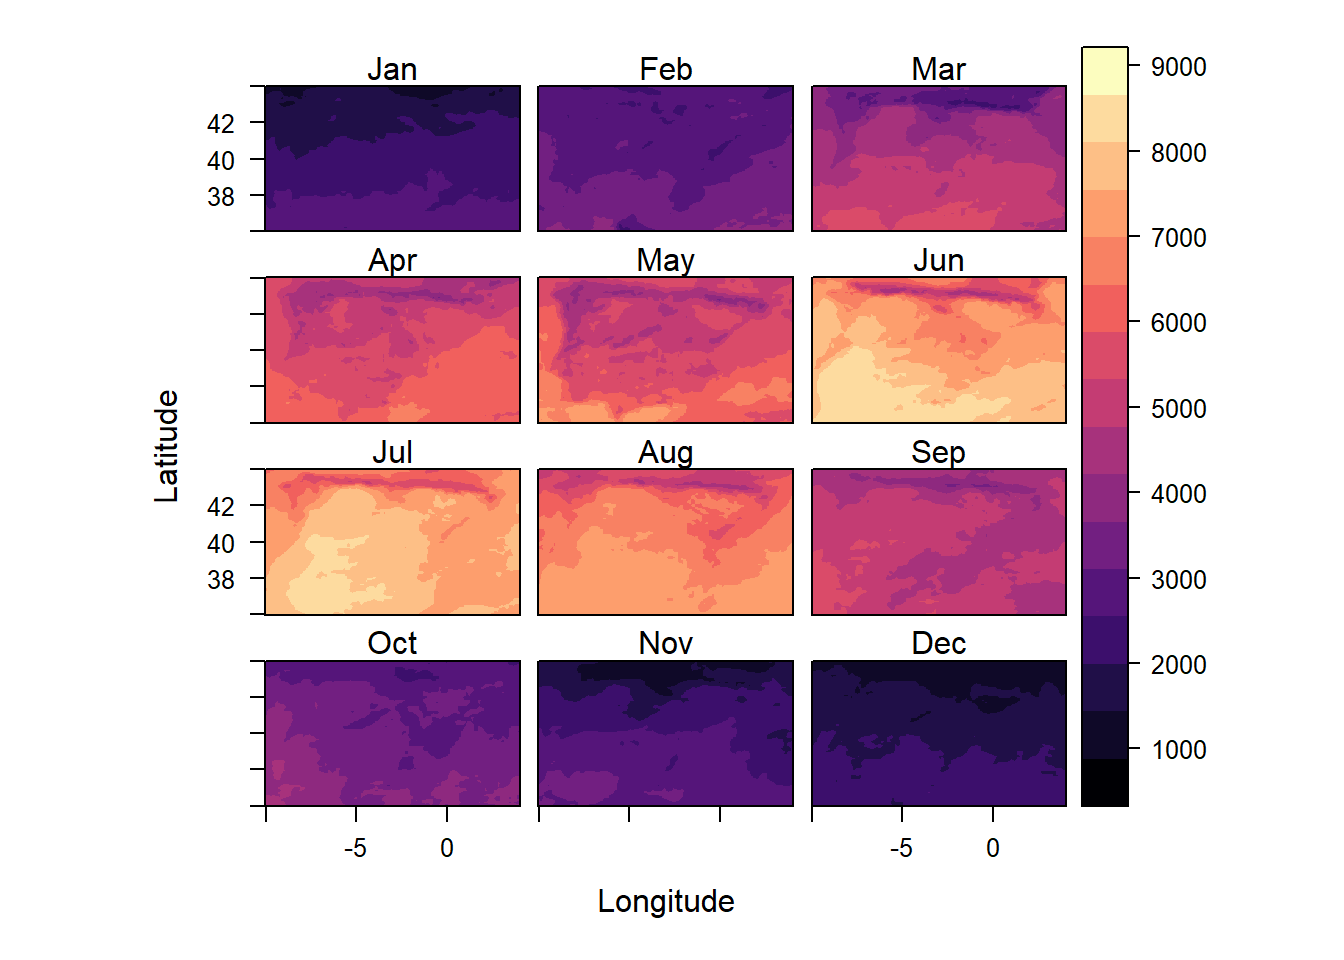 Jan Feb Mar
Apr May Jun
Jul Aug Sep
Oct Nov Dec
42
40
38
42
40
38
-5 0 -5 0
Latitude
Longitude
9000
8000
7000
6000
5000
4000
3000
2000
1000